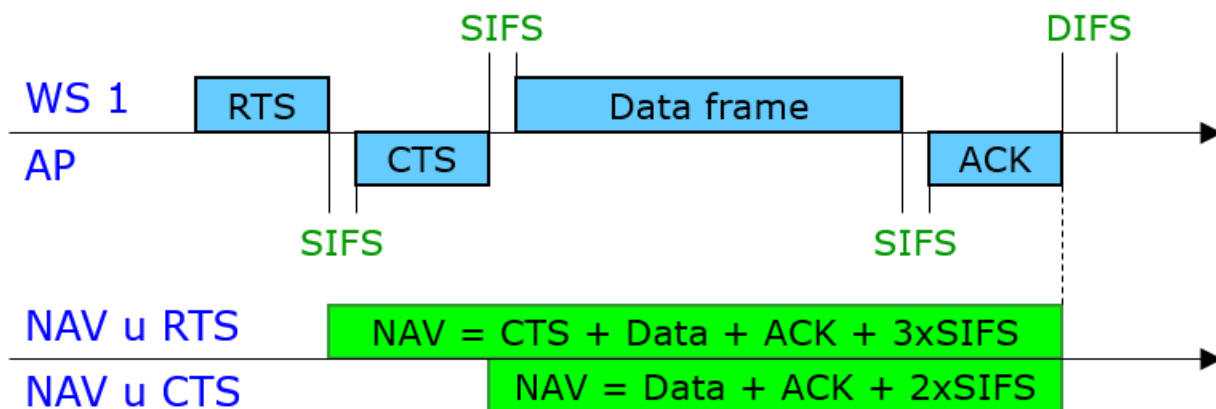 SIFS DIFS
WS 1 RTS Data frame
AP CTS ACK
SIFS SIFS
NAV u RTS NAV = CTS + Data + ACK + 3xSIFS
NAV u CTS NAV = Data + ACK + 2xSIFS